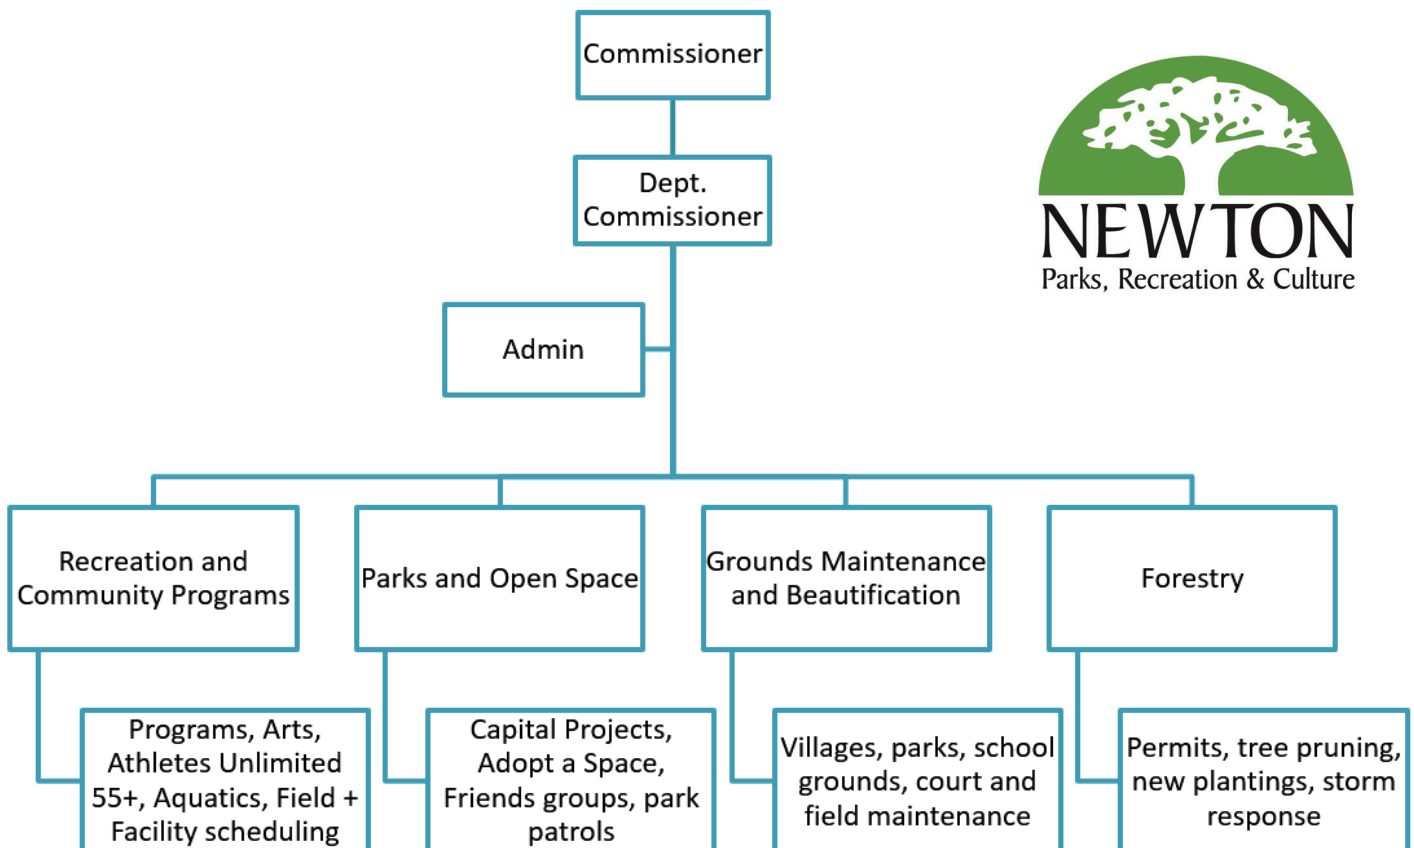 Commissioner
Dept.
Commissioner
NEWTON
Parks, Recreation & Culture
Admin
Recreation and
Community Programs
Parks and Open Space
Grounds Maintenance
and Beautification
Forestry
Programs, Arts,
Athletes Unlimited
55+, Aquatics, Field +
Facility scheduling
Capital Projects,
Adopt a Space,
Friends groups, park
patrols
Villages, parks, school
grounds, court and
field maintenance
Permits, tree pruning,
new plantings, storm
response